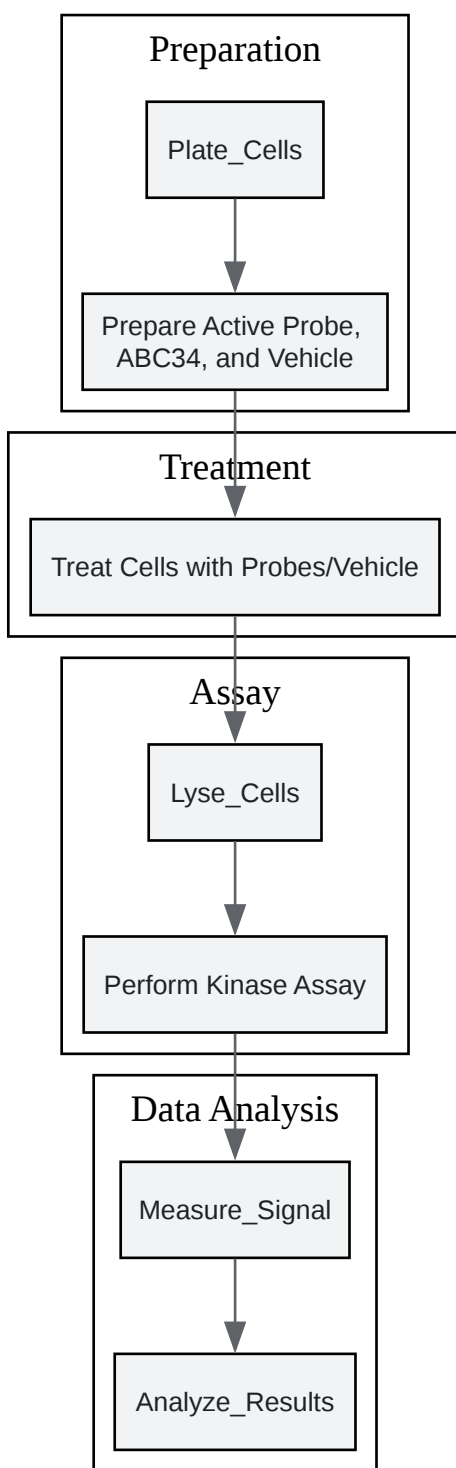 Preparation
Plate_Cells
Prepare Active Probe,
ABC34, and Vehicle
Treatment
Treat Cells with Probes/Vehicle
Assay
Lyse_Cells
Perform Kinase Assay
Data Analysis
Measure_Signal
Analyze_Results